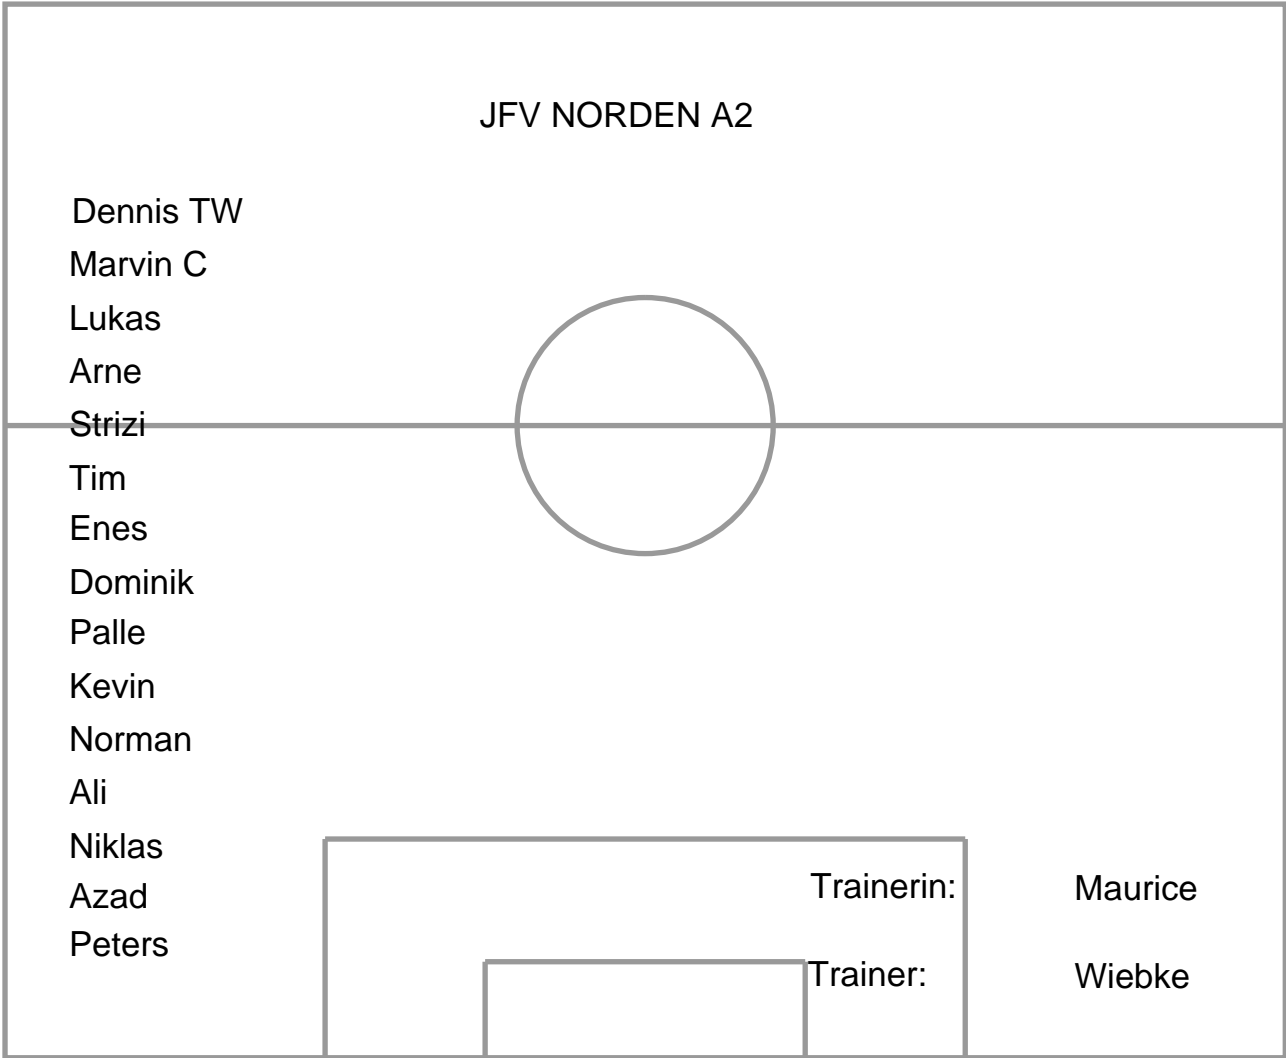 JFV NORDEN A2
Dennis TW
Marvin C
Lukas
Arne
Strizi
Tim
Enes
Dominik
Palle
Kevin
Norman
Ali
Niklas
Azad
Peters
Trainerin: Maurice
Trainer: Wiebke